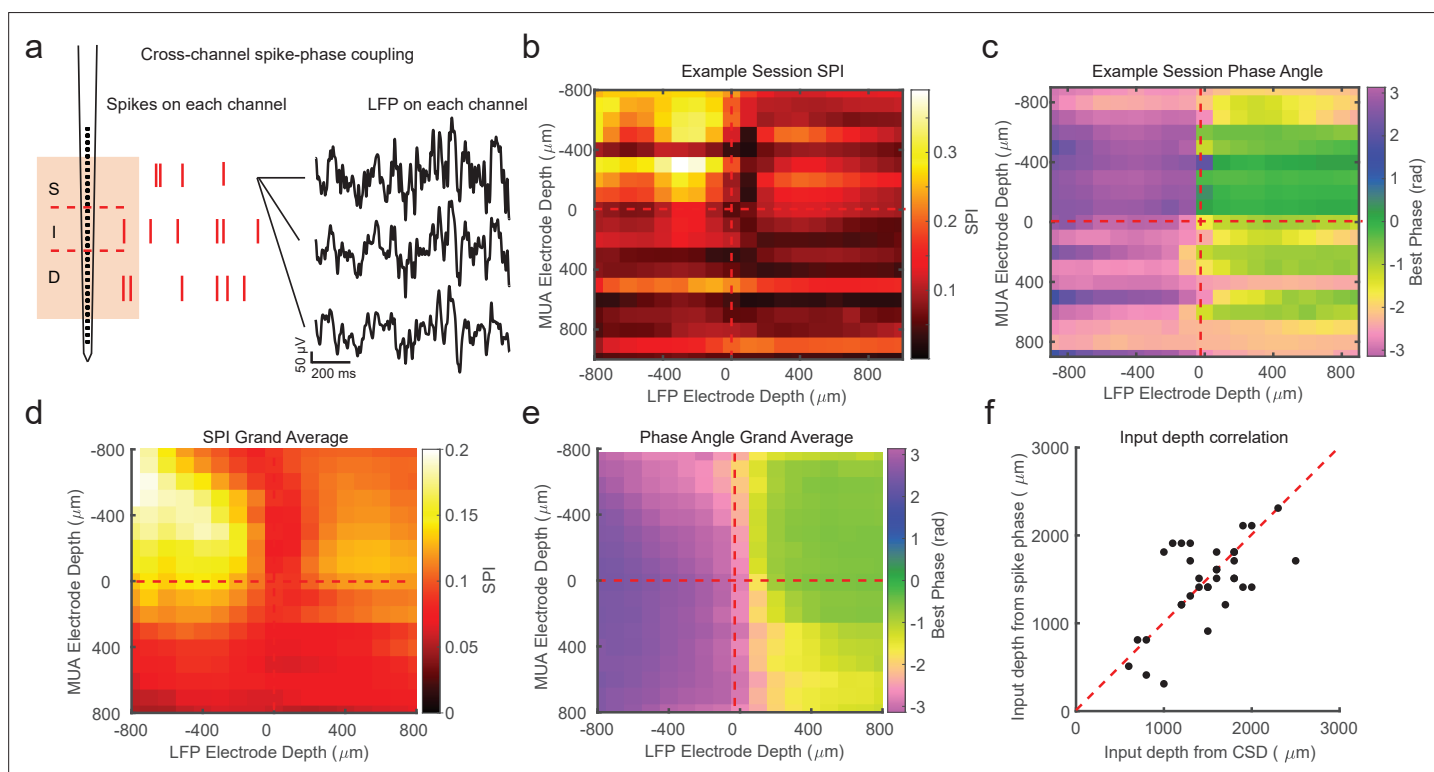 a
Cross-channel spike-phase coupling
Spikes on each channel
LFP on each channel
S
I
D
50 µV
200 ms
b
Example Session SPI
-800
-400
0
400
800
MUA Electrode Depth (µm)
-800 -400 0 400 800
LFP Electrode Depth (µm)
0.3
0.2
0.1
SPI
c
Example Session Phase Angle
-800
-400
0
400
800
MUA Electrode Depth (µm)
-800 -400 0 400 800
LFP Electrode Depth (µm)
3
2
1
0
-1
-2
-3
Best Phase (rad)
d
SPI Grand Average
-800
-400
0
400
800
MUA Electrode Depth (µm)
-800 -400 0 400 800
LFP Electrode Depth (µm)
0.2
0.15
0.1
0.05
0
SPI
e
Phase Angle Grand Average
-800
-400
0
400
800
MUA Electrode Depth (µm)
-800 -400 0 400 800
LFP Electrode Depth (µm)
3
2
1
0
-1
-2
-3
Best Phase (rad)
f
Input depth correlation
3000
2000
1000
0
Input depth from spike phase ( µm)
0 1000 2000 3000
Input depth from CSD ( µm)